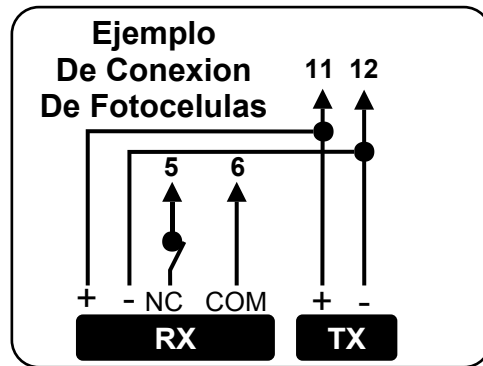 Ejemplo
De Conexion
De Fotocelulas
11 12
5 6
+ - NC COM + -
RX TX